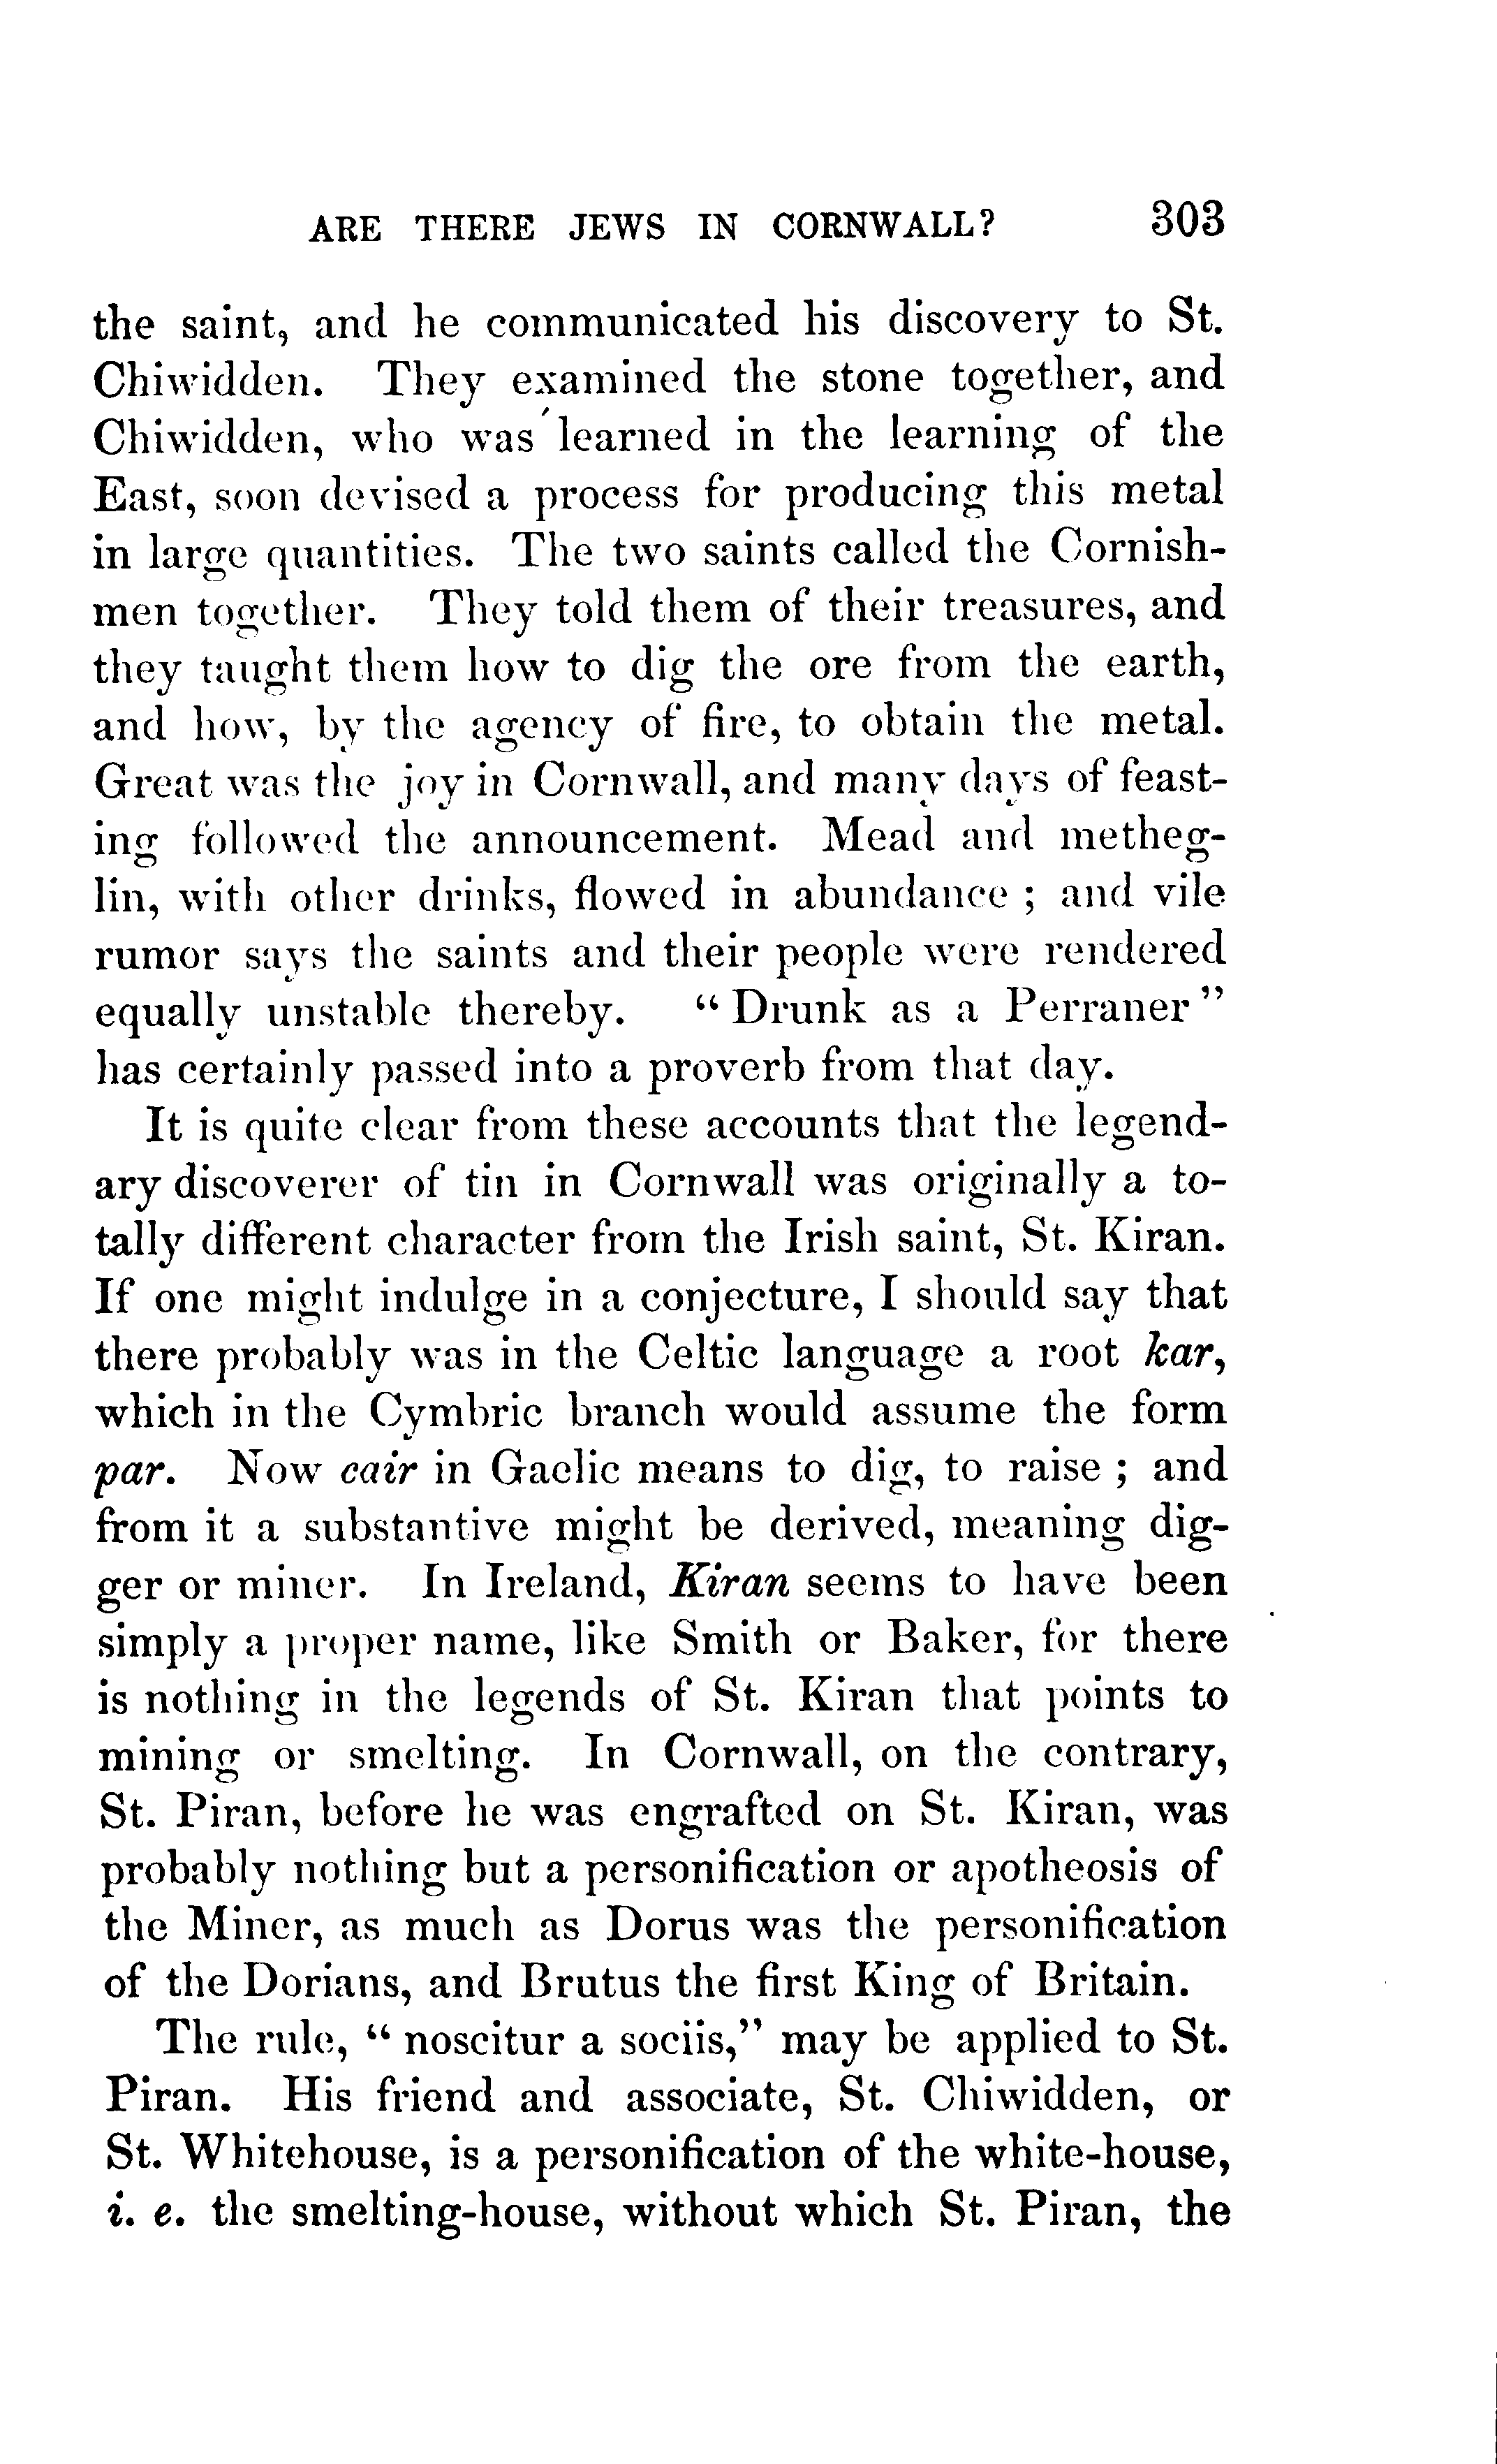 ARE THERE JEWS IN CORNWALL? 303
the saint, and he communicated his discovery to St.
Chiwidden. They examined the stone together, and
Chiwidden, who was learned in the learning of the
East, soon devised a process for producing this metal
in large quantities. The two saints called the Cornish-
men together. They told them of their treasures, and
they taught them how to dig the ore from the earth,
and how, by the agency of fire, to obtain the metal.
Great was the joy in Cornwall, and many days of feast-
ing followed the announcement. Mead and metheg-
lin, with other drinks, flowed in abundance ; and vile
rumor says the saints and their people were rendered
equally unstable thereby. “ Drunk as a Perraner ”
has certainly passed into a proverb from that day.
It is quite clear from these accounts that the legend-
ary discoverer of tin in Cornwall was originally a to-
tally different character from the Irish saint, St. Kiran.
If one might indulge in a conjecture, I should say that
there probably was in the Celtic language a root kar,
which in the Cymbric branch would assume the form
par. Now cair in Gaelic means to dig, to raise ; and
from it a substantive might be derived, meaning dig-
ger or miner. In Ireland, Kiran seems to have been
simply a proper name, like Smith or Baker, for there
is nothing in the legends of St. Kiran that points to
mining or smelting. In Cornwall, on the contrary,
St. Piran, before he was engrafted on St. Kiran, was
probably nothing but a personification or apotheosis of
the Miner, as much as Dorus was the personification
of the Dorians, and Brutus the first King of Britain.
The rule, “ noscitur a sociis,” may be applied to St.
Piran. His friend and associate, St. Chiwidden, or
St. Whitehouse, is a personification of the white-house,
i. e. the smelting-house, without which St. Piran, the